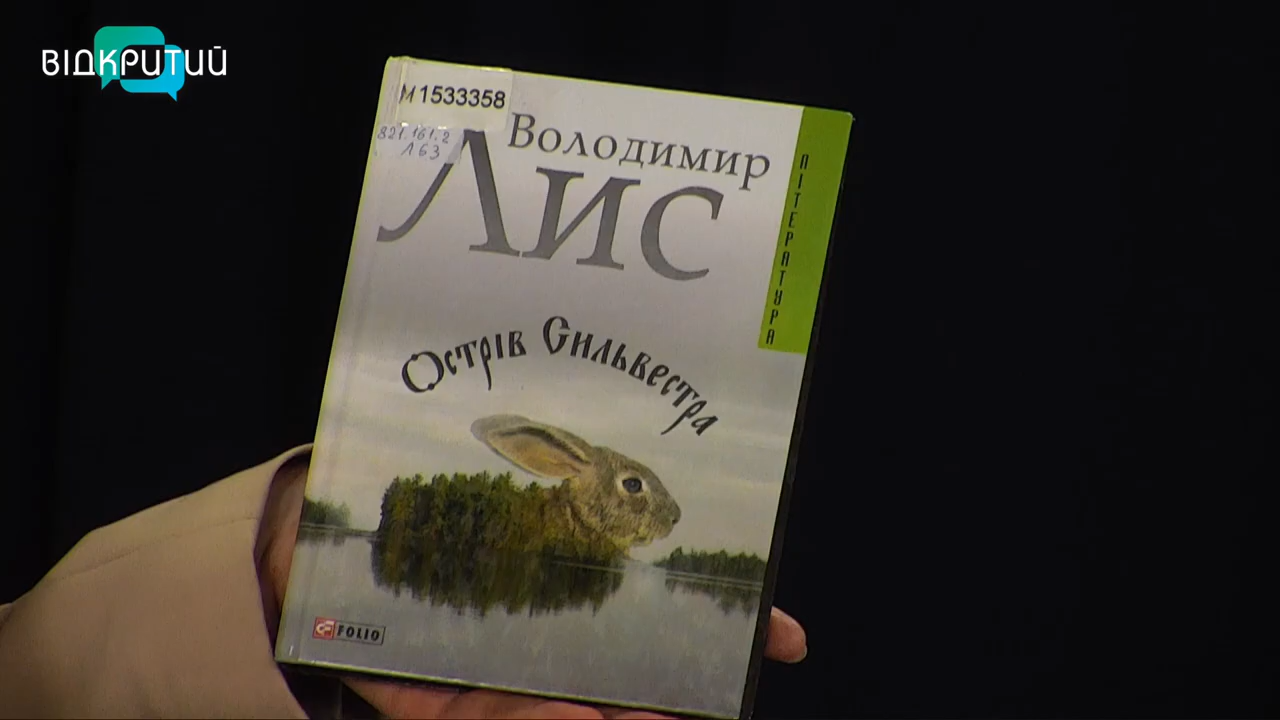 ВІДКРИТИЙ
М1533358
821.161.2
Л63
Володимир
Лис
ЛІТЕРАТУРА
Острів Сильвестра
FOLIO